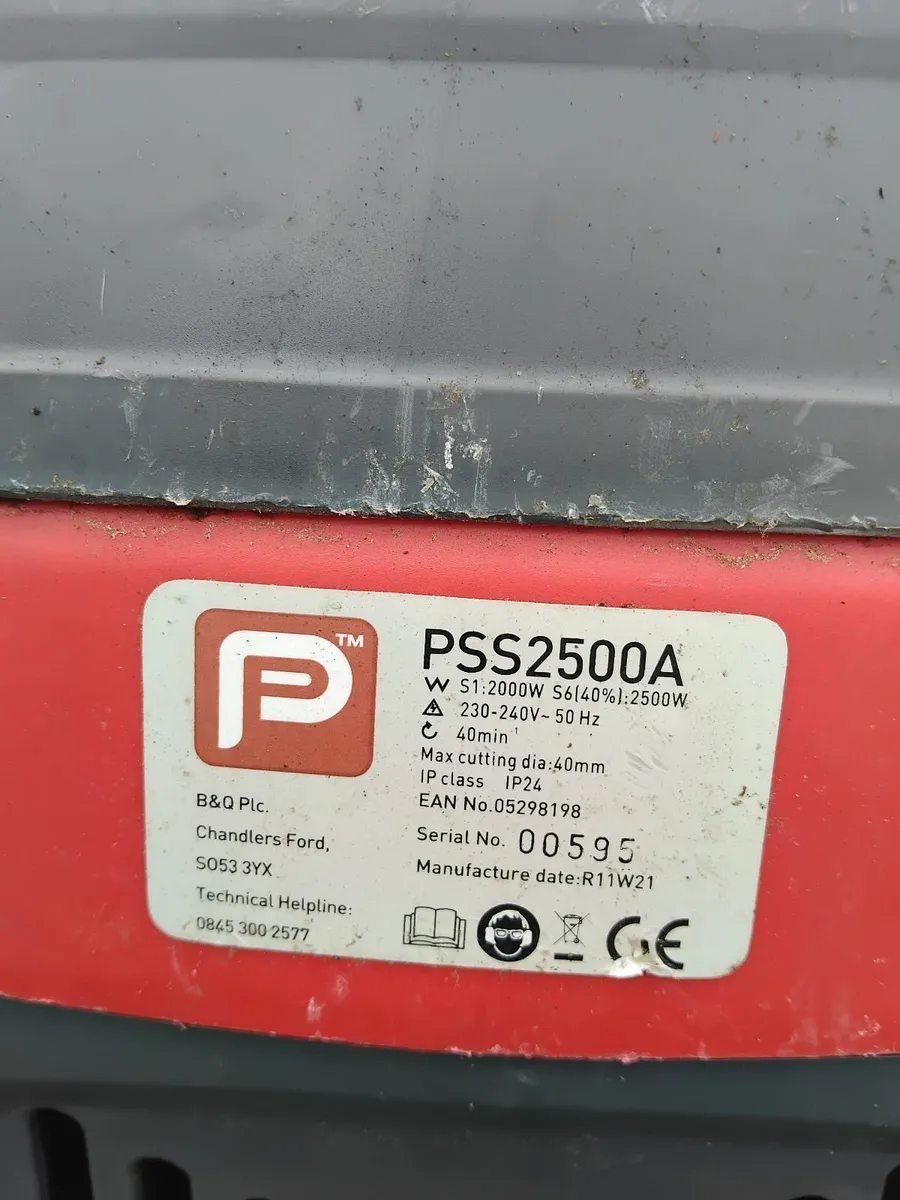 P™
PSS2500A
S1:2000W S6(40%):2500W
230-240V~ 50 Hz
40min⁻¹
Max cutting dia:40mm
IP class IP24
EAN No.05298198
Serial No. 00595
Manufacture date:R11W21
B&Q Plc.
Chandlers Ford,
SO53 3YX
Technical Helpline:
0845 300 2577
CE